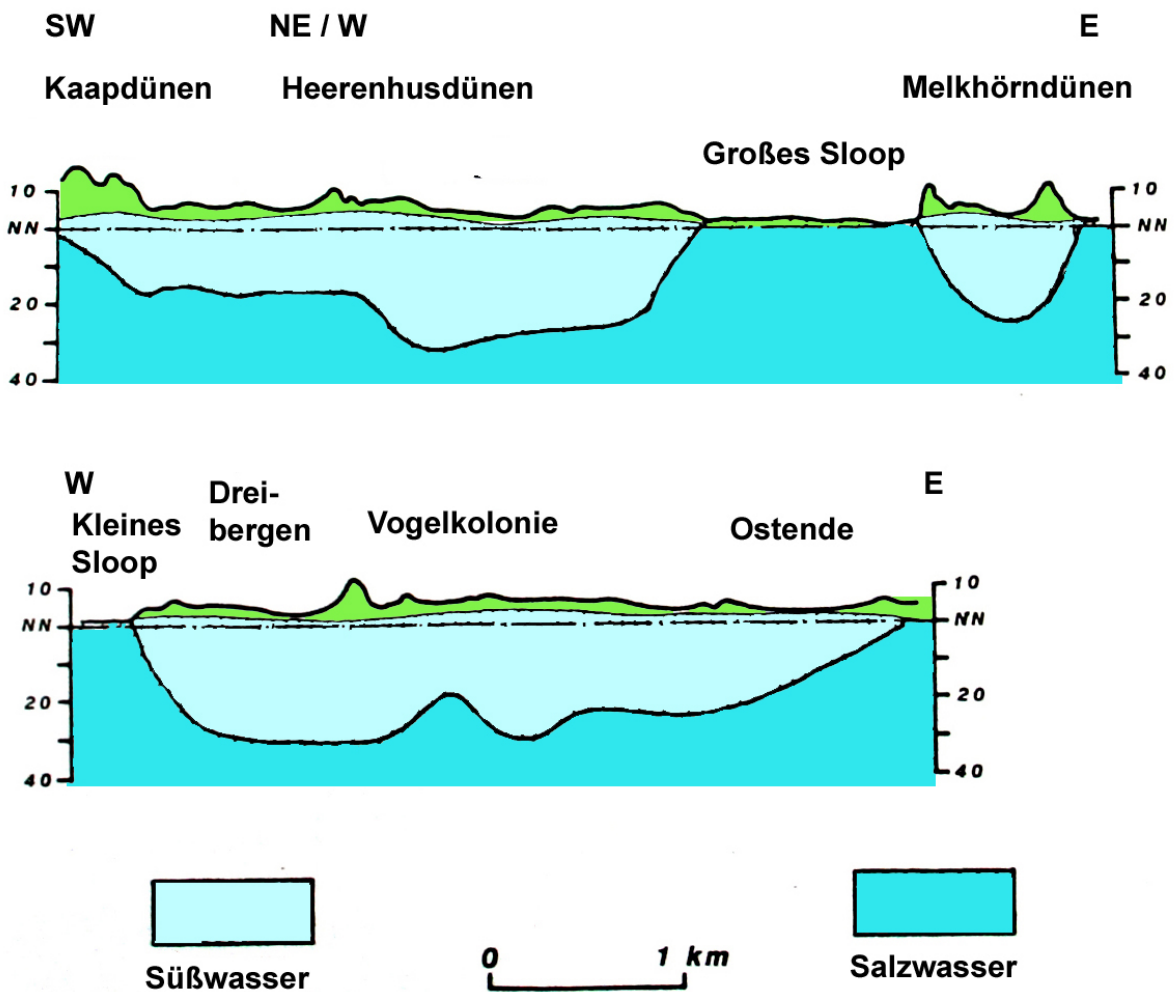 SW NE / W E
Kaapdünen Heerenhusdünen Melkhörndünen
Großes Sloop
10 10
NN NN
20 20
40 40
W E
Kleines
Sloop
Drei-
bergen
Vogelkolonie Ostende
10 10
NN NN
20 20
40 40
0 1 km
Süßwasser Salzwasser